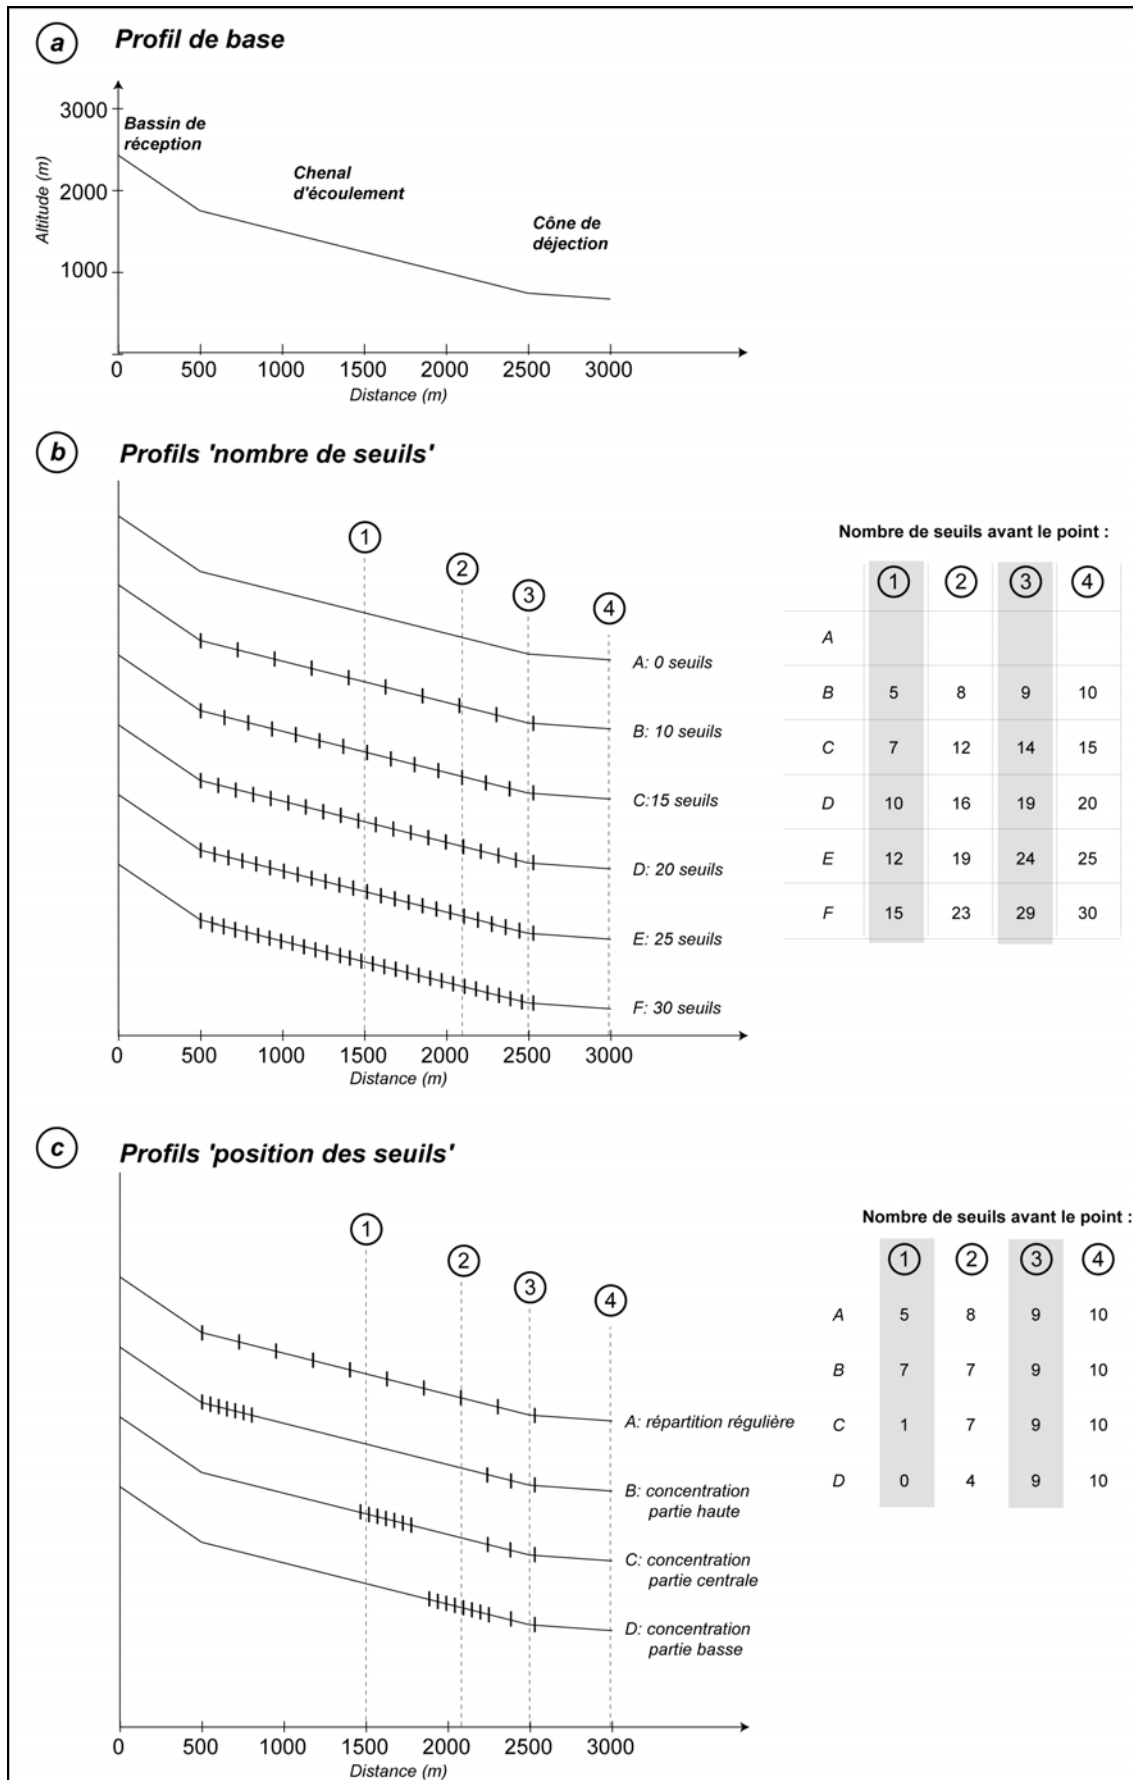 a Profil de base
3000
2000
1000
Altitude (m)
Bassin de
réception
Chenal
d'écoulement
Cône de
déjection
0 500 1000 1500 2000 2500 3000
Distance (m)
b Profils 'nombre de seuils'
1 2 3 4
A: 0 seuils
B: 10 seuils
C:15 seuils
D: 20 seuils
E: 25 seuils
F: 30 seuils
0 500 1000 1500 2000 2500 3000
Distance (m)
Nombre de seuils avant le point :
1 2 3 4
A
B 5 8 9 10
C 7 12 14 15
D 10 16 19 20
E 12 19 24 25
F 15 23 29 30
c Profils 'position des seuils'
1 2 3 4
A: répartition régulière
B: concentration
partie haute
C: concentration
partie centrale
D: concentration
partie basse
0 500 1000 1500 2000 2500 3000
Distance (m)
Nombre de seuils avant le point :
1 2 3 4
A 5 8 9 10
B 7 7 9 10
C 1 7 9 10
D 0 4 9 10